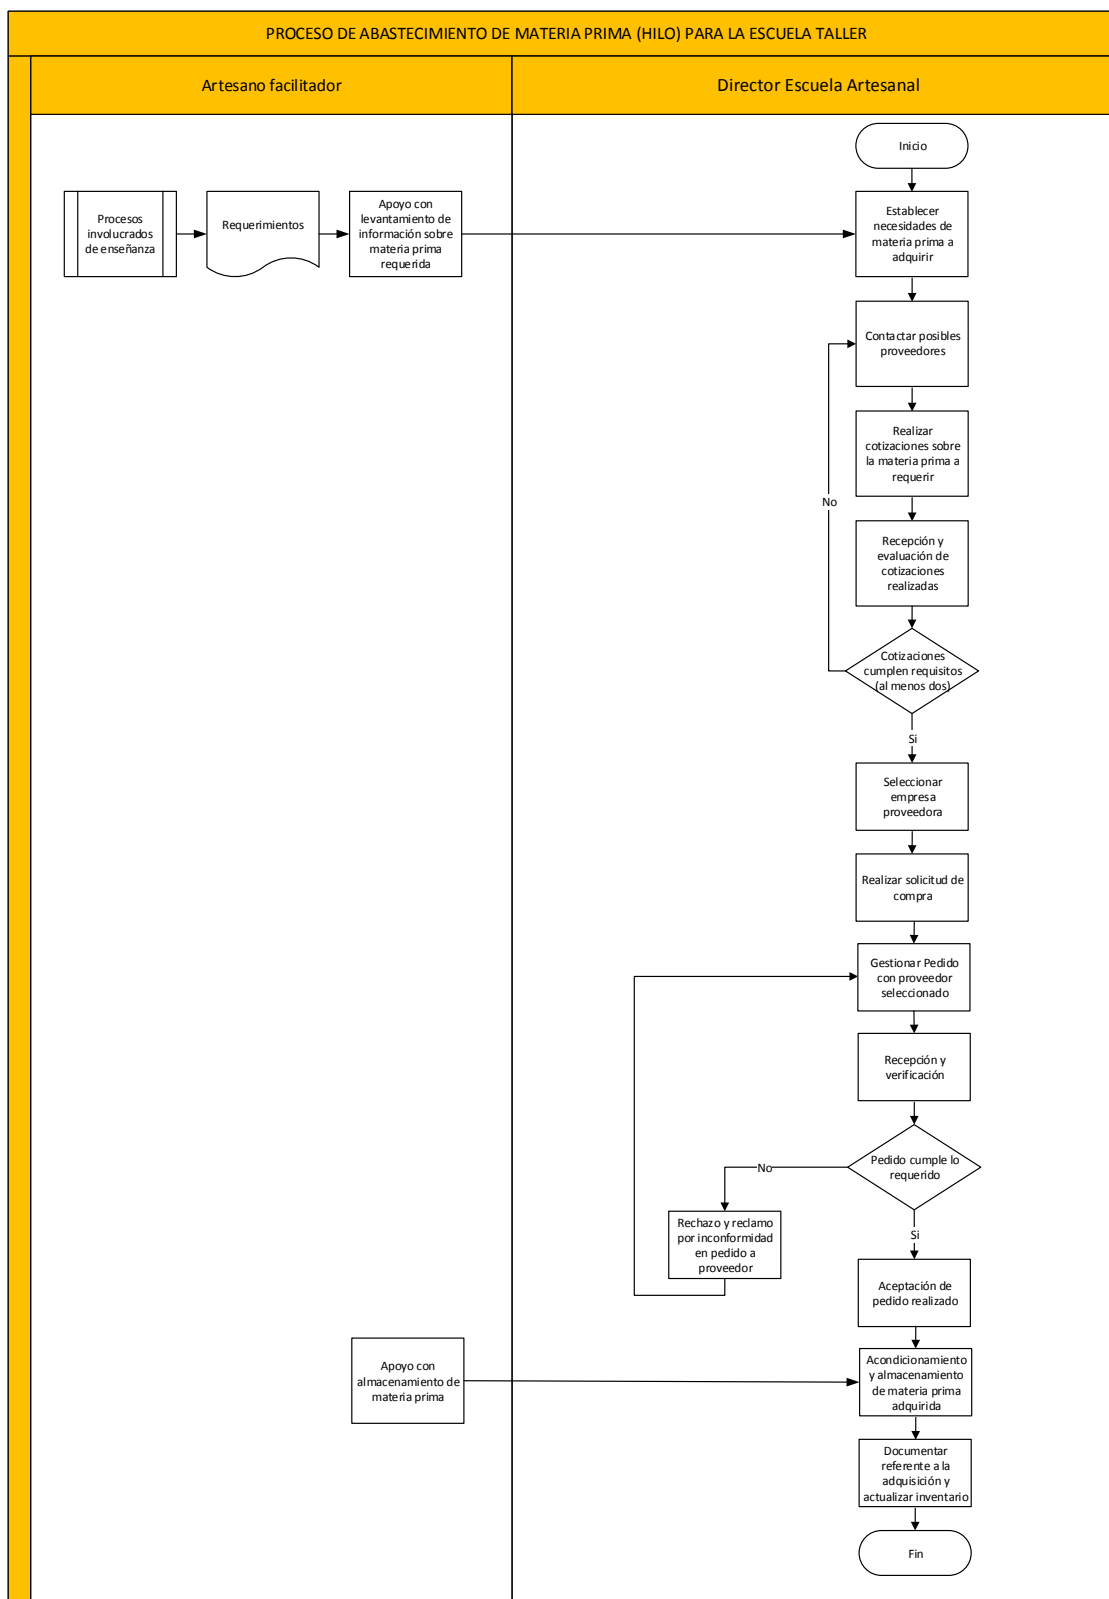 PROCESO DE ABASTECIMIENTO DE MATERIA PRIMA (HILO) PARA LA ESCUELA TALLER
Artesano facilitador
Director Escuela Artesanal
Inicio
Procesos
involucrados
de enseñanza
Requerimientos
Apoyo con
levantamiento de
información sobre
materia prima
requerida
Establecer
necesidades de
materia prima a
adquirir
Contactar posibles
proveedores
Realizar
cotizaciones sobre
la materia prima a
requerir
No
Recepción y
evaluación de
cotizaciones
realizadas
Cotizaciones
cumplen requisitos
(al menos dos)
Si
Seleccionar
empresa
proveedora
Realizar solicitud de
compra
Gestionar Pedido
con proveedor
seleccionado
Recepción y
verificación
Pedido cumple lo
requerido
No
Rechazo y reclamo
por inconformidad
en pedido a
proveedor
Si
Aceptación de
pedido realizado
Apoyo con
almacenamiento de
materia prima
Acondicionamiento
y almacenamiento
de materia prima
adquirida
Documentar
referente a la
adquisición y
actualizar inventario
Fin